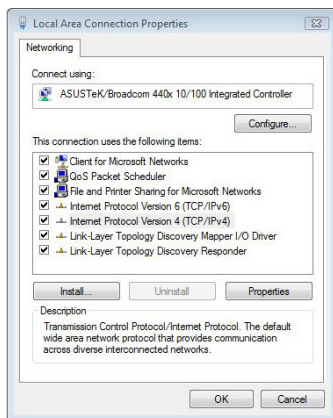 Local Area Connection Properties
Networking
Connect using:
ASUSTeK/Broadcom 440x 10/100 Integrated Controller
Configure...
This connection uses the following items:
Client for Microsoft Networks
QoS Packet Scheduler
File and Printer Sharing for Microsoft Networks
Internet Protocol Version 6 (TCP/IPv6)
Internet Protocol Version 4 (TCP/IPv4)
Link-Layer Topology Discovery Mapper I/O Driver
Link-Layer Topology Discovery Responder
Install... Uninstall Properties
Description
Transmission Control Protocol/Internet Protocol. The default
wide area network protocol that provides communication
across diverse interconnected networks.
OK Cancel